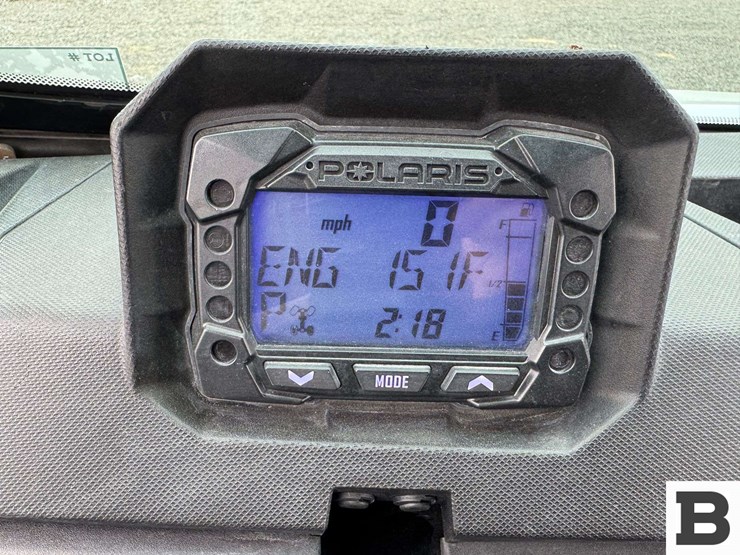 LOT #
POLARIS
mph 0
F
ENG 151F
1/2
P 2:18
E
MODE
B